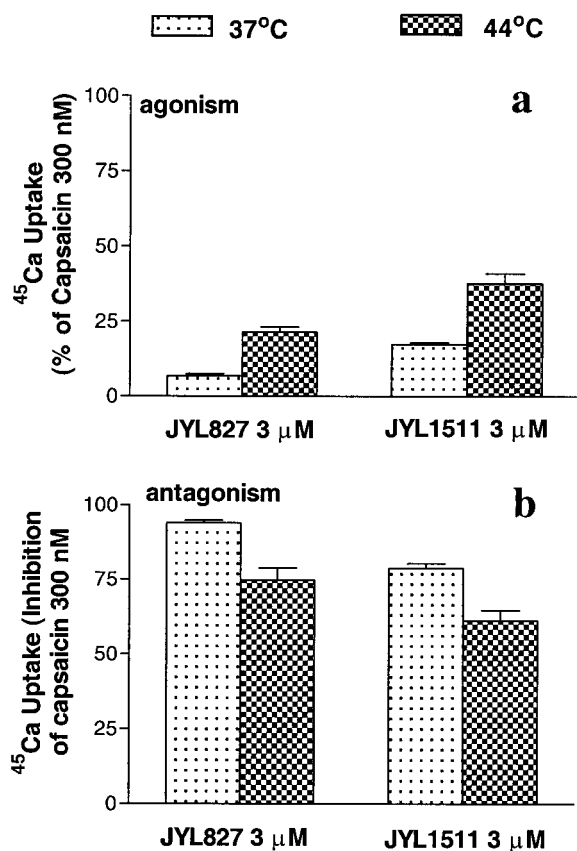 37°C 44°C
agonism a
⁴⁵Ca Uptake
(% of Capsaicin 300 nM)
100
75
50
25
0
JYL827 3 µM JYL1511 3 µM
antagonism b
⁴⁵Ca Uptake (Inhibition
of capsaicin 300 nM
100
75
50
25
0
JYL827 3 µM JYL1511 3 µM